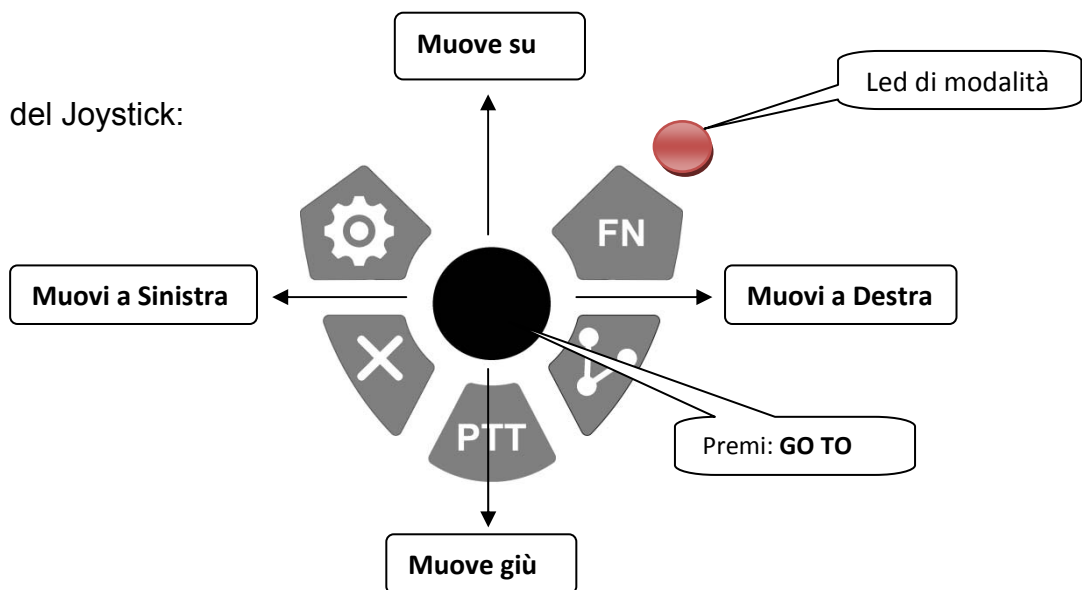 Muove su
Led di modalità
del Joystick:
FN
Muovi a Sinistra
Muovi a Destra
PTT
Premi: GO TO
Muove giù